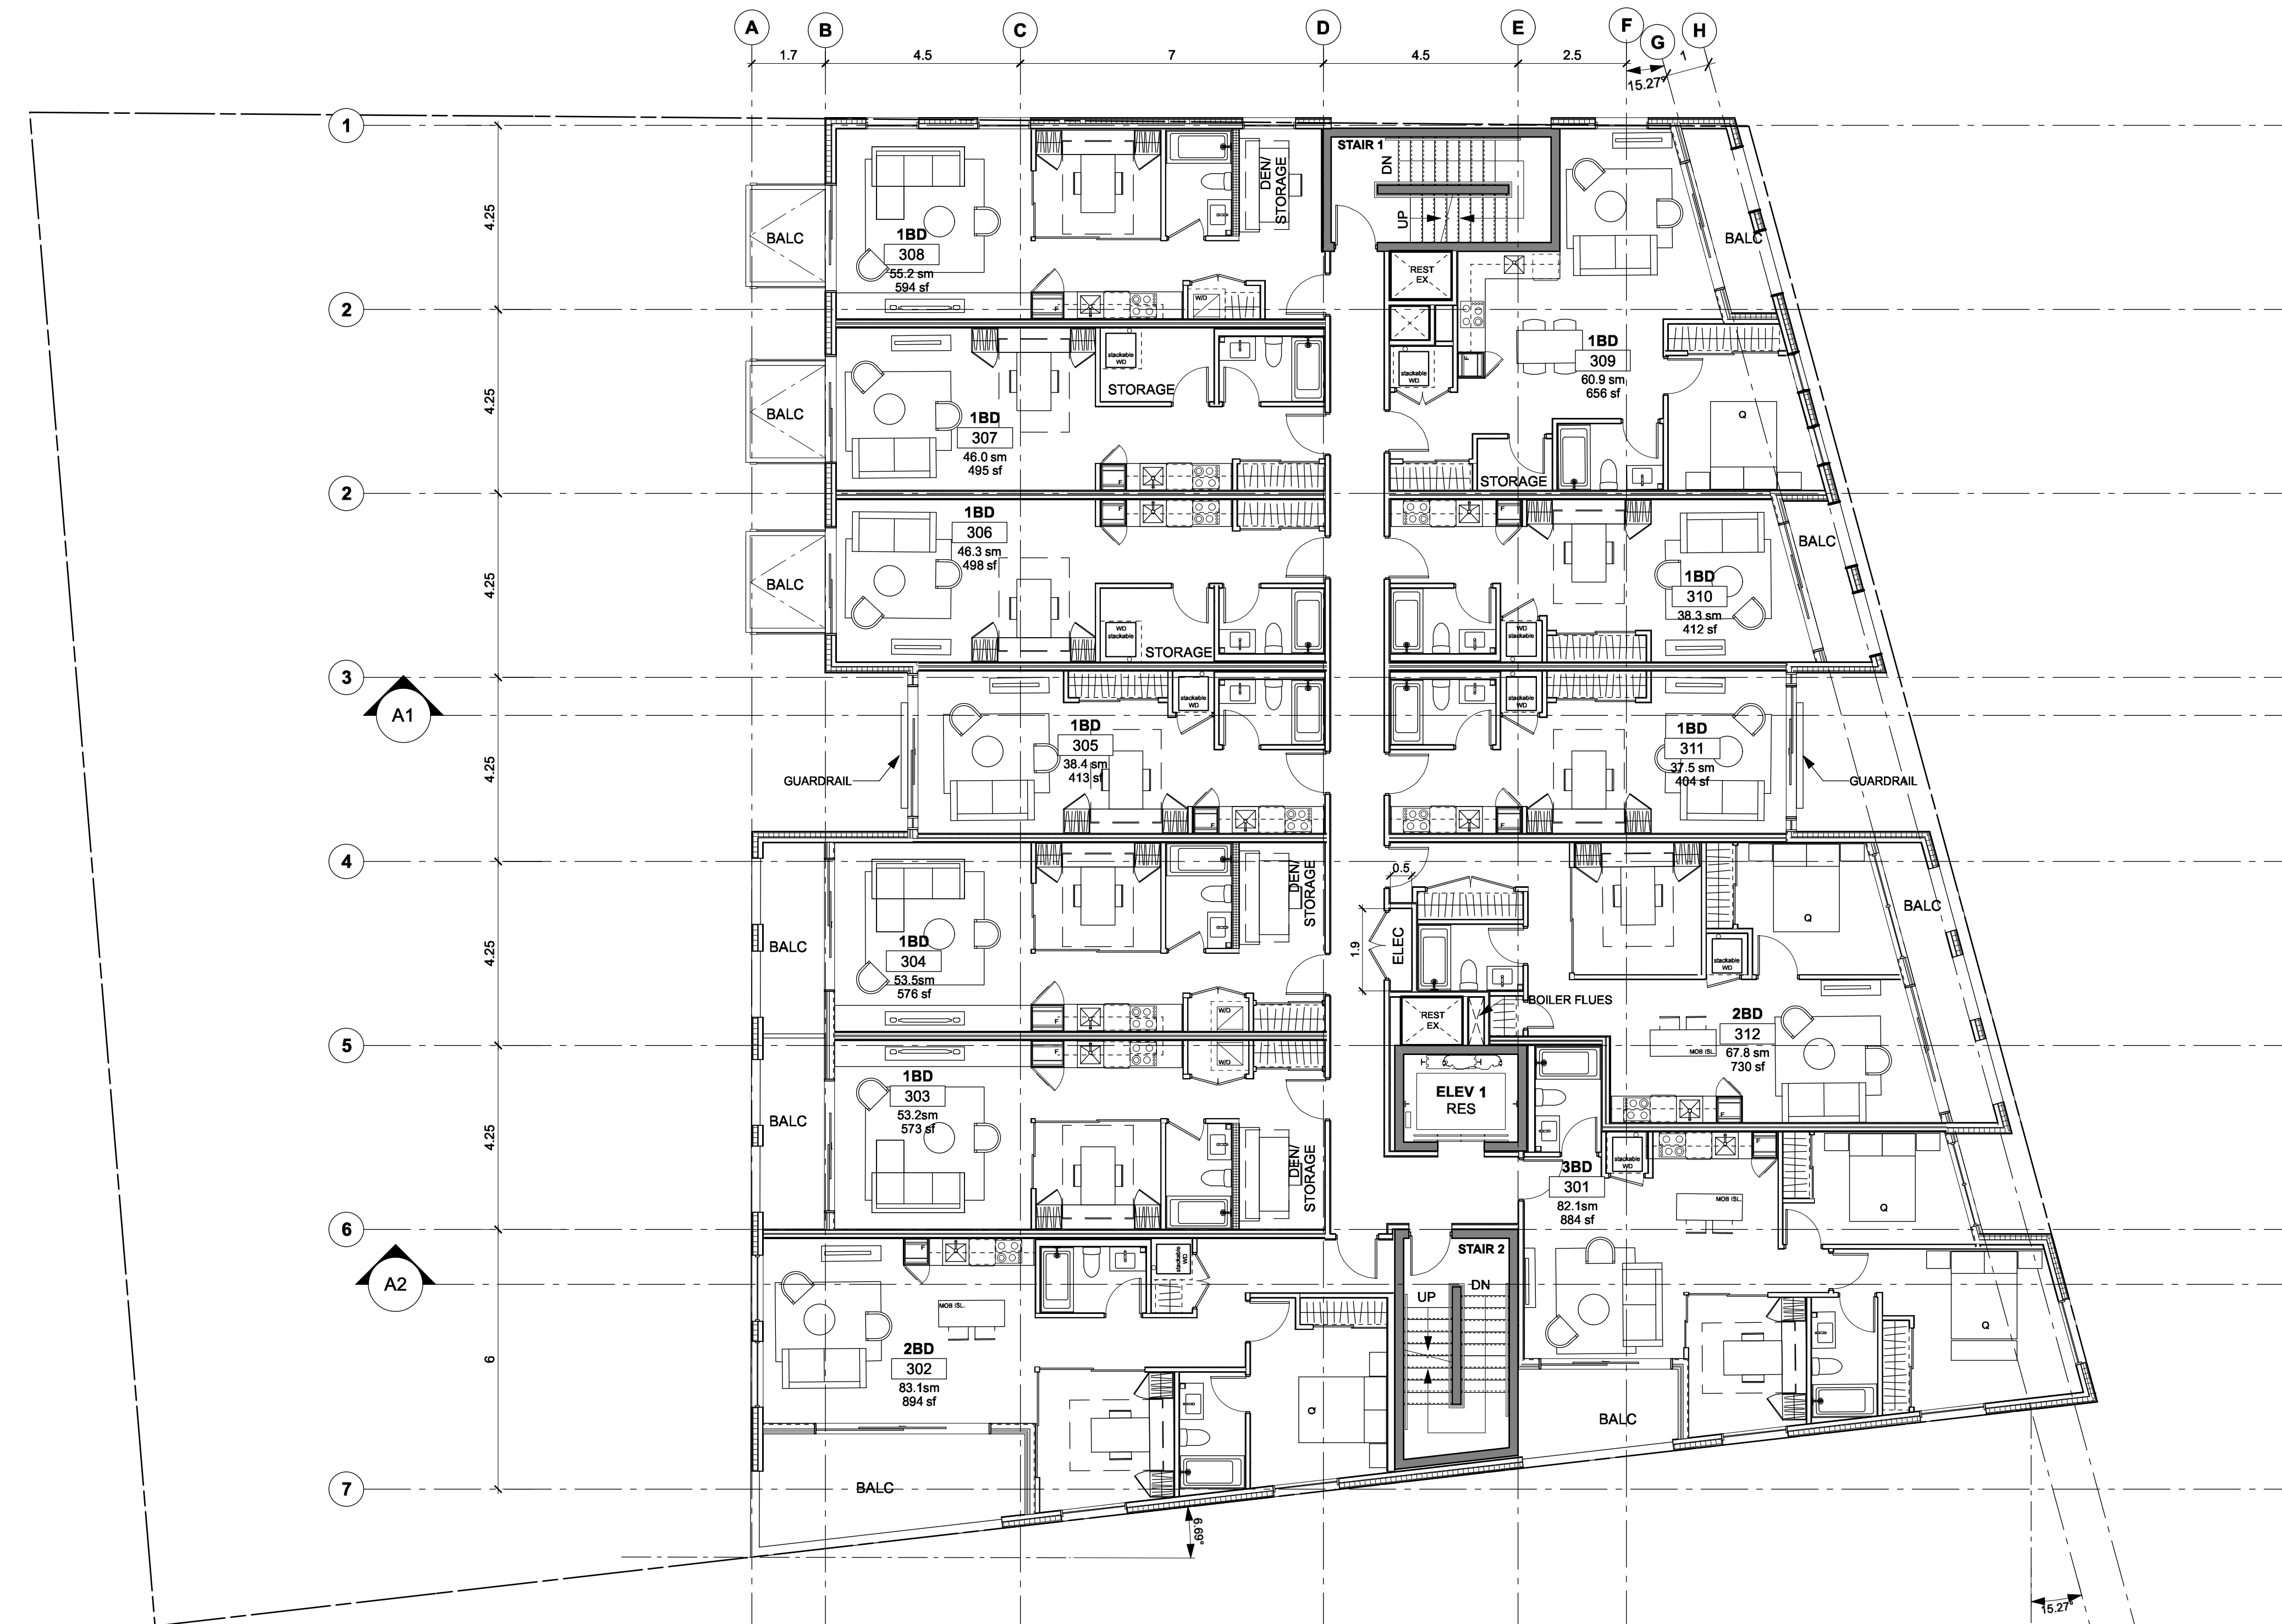 A
B
C
D
E
F
G
H
1.7
4.5
7
4.5
2.5
15.27°
1
1
STAIR 1
DN
UP
DEN/
STORAGE
BALC
1BD
308
55.2 sm
594 sf
F
W/D
REST
EX
BALC
2
4.25
stackable
WD
STORAGE
BALC
1BD
307
46.0 sm
495 sf
F
stackable
WD
F
1BD
309
60.9 sm
656 sf
Q
STORAGE
4.25
2
1BD
306
46.3 sm
498 sf
F
BALC
WD
stackable
STORAGE
F
BALC
1BD
310
38.3 sm
412 sf
WD
stackable
4.25
3
A1
stackable
WD
1BD
305
38.4 sm
413 sf
GUARDRAIL
F
stackable
WD
1BD
311
37.5 sm
404 sf
GUARDRAIL
F
4.25
4
DEN/
STORAGE
BALC
1BD
304
53.5sm
576 sf
F
W/D
0.5
1.9
ELEC
stackable
WD
Q
BALC
REST
EX
BOILER FLUES
2BD
312
67.8 sm
730 sf
MOB ISL.
F
4.25
5
F
W/D
1BD
303
53.2sm
573 sf
BALC
DEN/
STORAGE
ELEV 1
RES
3BD
301
82.1sm
884 sf
stackable
WD
F
MOB ISL.
Q
4.25
6
A2
F
stackable
WD
MOB ISL.
2BD
302
83.1sm
894 sf
Q
STAIR 2
UP
DN
Q
BALC
6
7
BALC
6.69°
15.27°